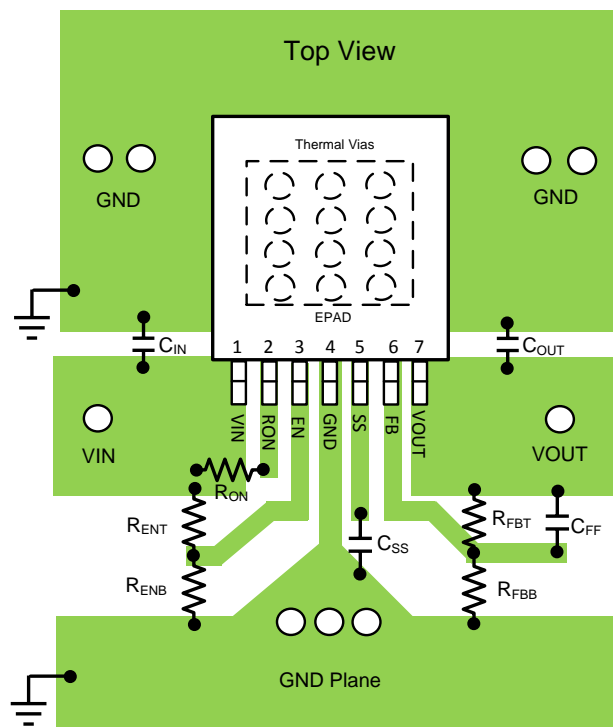 Top View
Thermal Vias
GND
GND
EPAD
CIN
1 2 3 4 5 6 7
COUT
VIN
RON
EN
GND
SS
FB
VOUT
VIN
VOUT
RON
RENT
RFBT
CFF
CSS
RENB
RFBB
GND Plane